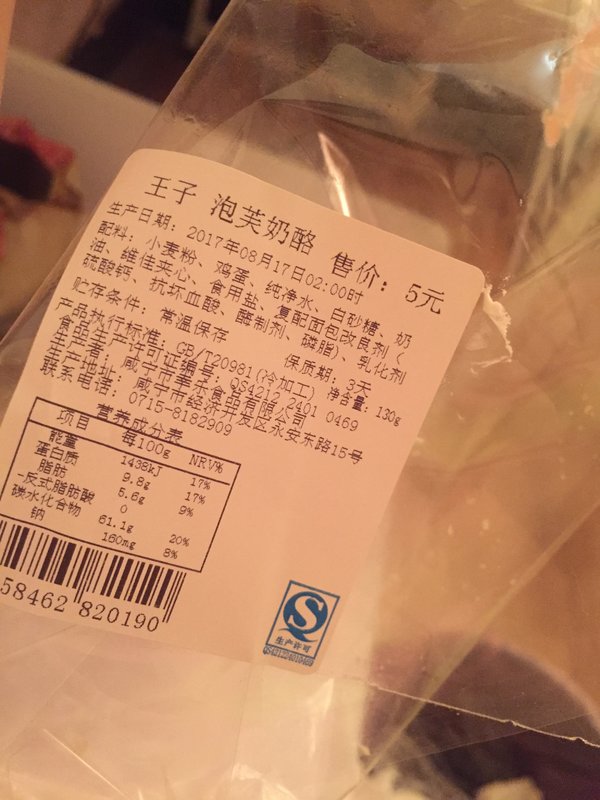 王子 泡芙奶酪 售价: 5元
生产日期: 2017年08月17日02:00时
配料: 小麦粉、鸡蛋、纯净水、白砂糖、奶
油、维佳夹心、食用盐、复配面包改良剂(
硫酸钙、抗坏血酸、酶制剂、磷脂)、乳化剂
贮存条件: 常温保存 保质期: 3天 净含量: 130g
产品执行标准: GB/T20981(冷加工)
食品生产许可证编号: QS4212 2401 0469
生产者: 咸宁市 食品有限公司
生产地址: 咸宁市经济开发区永安东路15号
联系电话: 0715-8182909
营养成分表
项目 每100g NRV%
能量 1438kJ 17%
蛋白质 9.8g 17%
脂肪 5.6g 9%
-反式脂肪酸 0
碳水化合物 61.1g 20%
钠 160mg 8%
58462 820190
生产许可